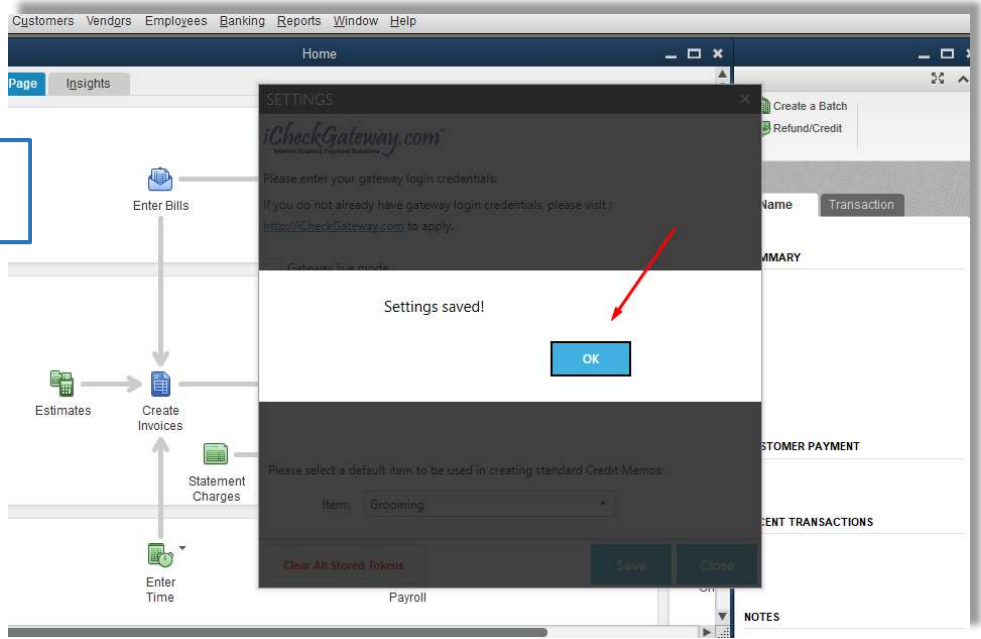 Customers Vendors Employees Banking Reports Window Help
Home
Page Insights
SETTINGS
Create a Batch
Refund/Credit
iCheckGateway.com
Internet Business Payment Solutions
Please enter your gateway login credentials:
If you do not already have gateway login credentials, please visit :
http://iCheckGateway.com to apply.
Gateway live mode
Enter Bills
Name Transaction
MMARY
Settings saved!
OK
Estimates
Create
Invoices
Statement
Charges
STOMER PAYMENT
Please select a default item to be used in creating standard Credit Memos:
Item: Grooming
CENT TRANSACTIONS
Clear All Stored Tokens Save Close
Enter
Time
Payroll
NOTES